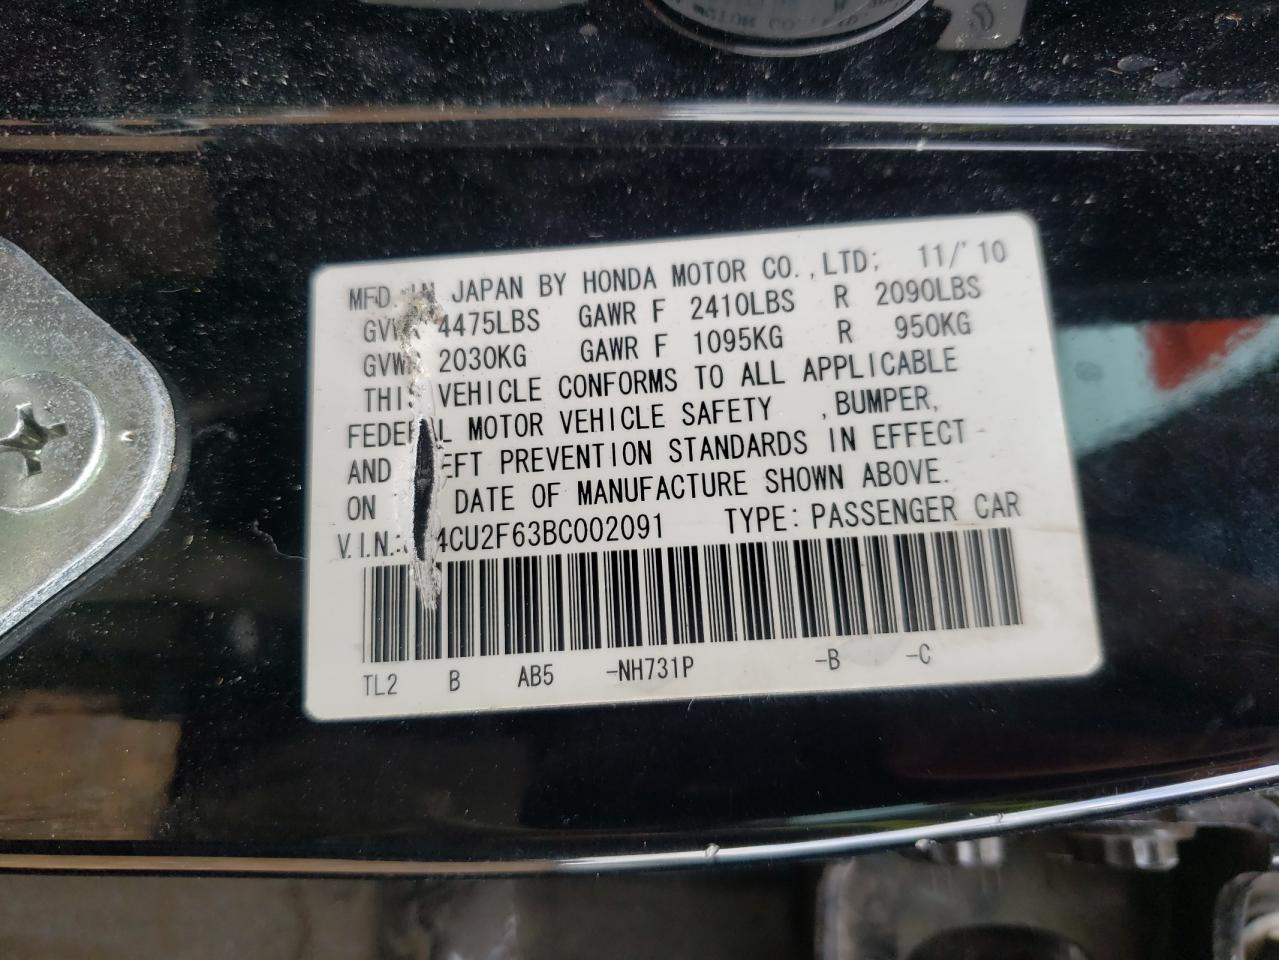 MFD. IN JAPAN BY HONDA MOTOR CO., LTD; 11/'10
4475LBS GAWR F 2410LBS R 2090LBS
2030KG GAWR F 1095KG R 950KG
VEHICLE CONFORMS TO ALL APPLICABLE
MOTOR VEHICLE SAFETY , BUMPER,
AND PREVENTION STANDARDS IN EFFECT
ON DATE OF MANUFACTURE SHOWN ABOVE.
V.I.N.: 4CU2F63BC002091 TYPE: PASSENGER CAR
TL2 B AB5 -NH731P -B -C